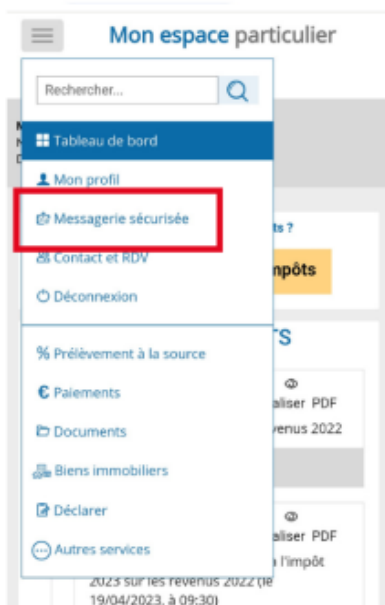 Mon espace particulier
Rechercher...
Tableau de bord
Mon profil
Messagerie sécurisée
ts ?
Contact et RDV
npôts
Déconnexion
'S
% Prélèvement à la source
€ Paiements
aliser PDF
Documents
venus 2022
Biens immobiliers
Déclarer
aliser PDF
Autres services
l'impôt
2023 sur les revenus 2022 (le
19/04/2023, à 09:30)